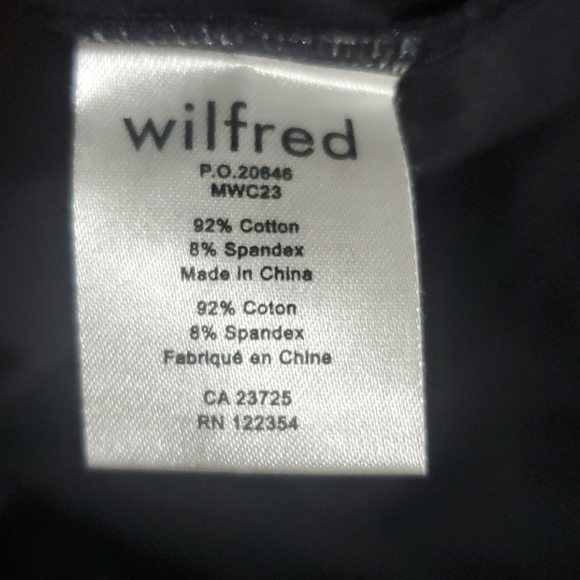 wilfred
P.O.20646
MWC23
92% Cotton
8% Spandex
Made in China
92% Coton
8% Spandex
Fabriqué en Chine
CA 23725
RN 122354